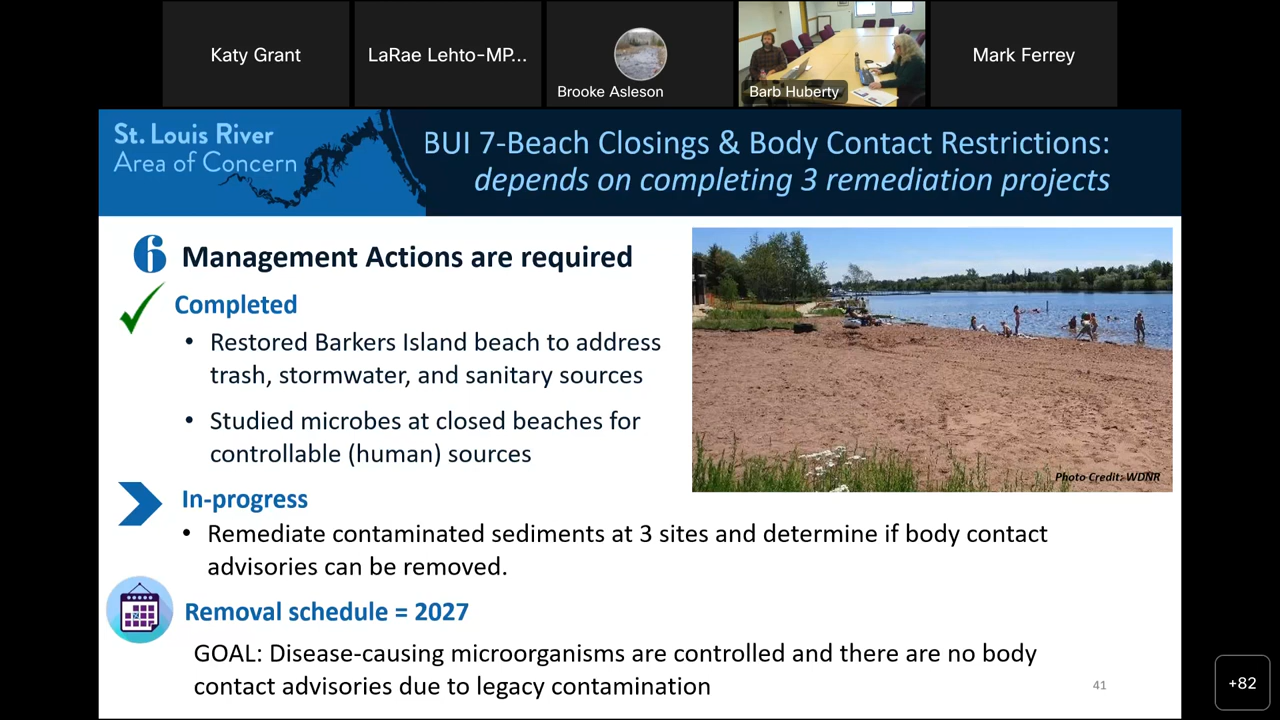 Katy Grant
LaRae Lehto-MP...
Brooke Asleson
Barb Huberty
Mark Ferrey
St. Louis River
Area of Concern
BUI 7-Beach Closings & Body Contact Restrictions:
depends on completing 3 remediation projects
6 Management Actions are required
Completed
• Restored Barkers Island beach to address
trash, stormwater, and sanitary sources
• Studied microbes at closed beaches for
controllable (human) sources
Photo Credit: WDNR
In-progress
• Remediate contaminated sediments at 3 sites and determine if body contact
advisories can be removed.
Removal schedule = 2027
GOAL: Disease-causing microorganisms are controlled and there are no body
contact advisories due to legacy contamination
41
+82